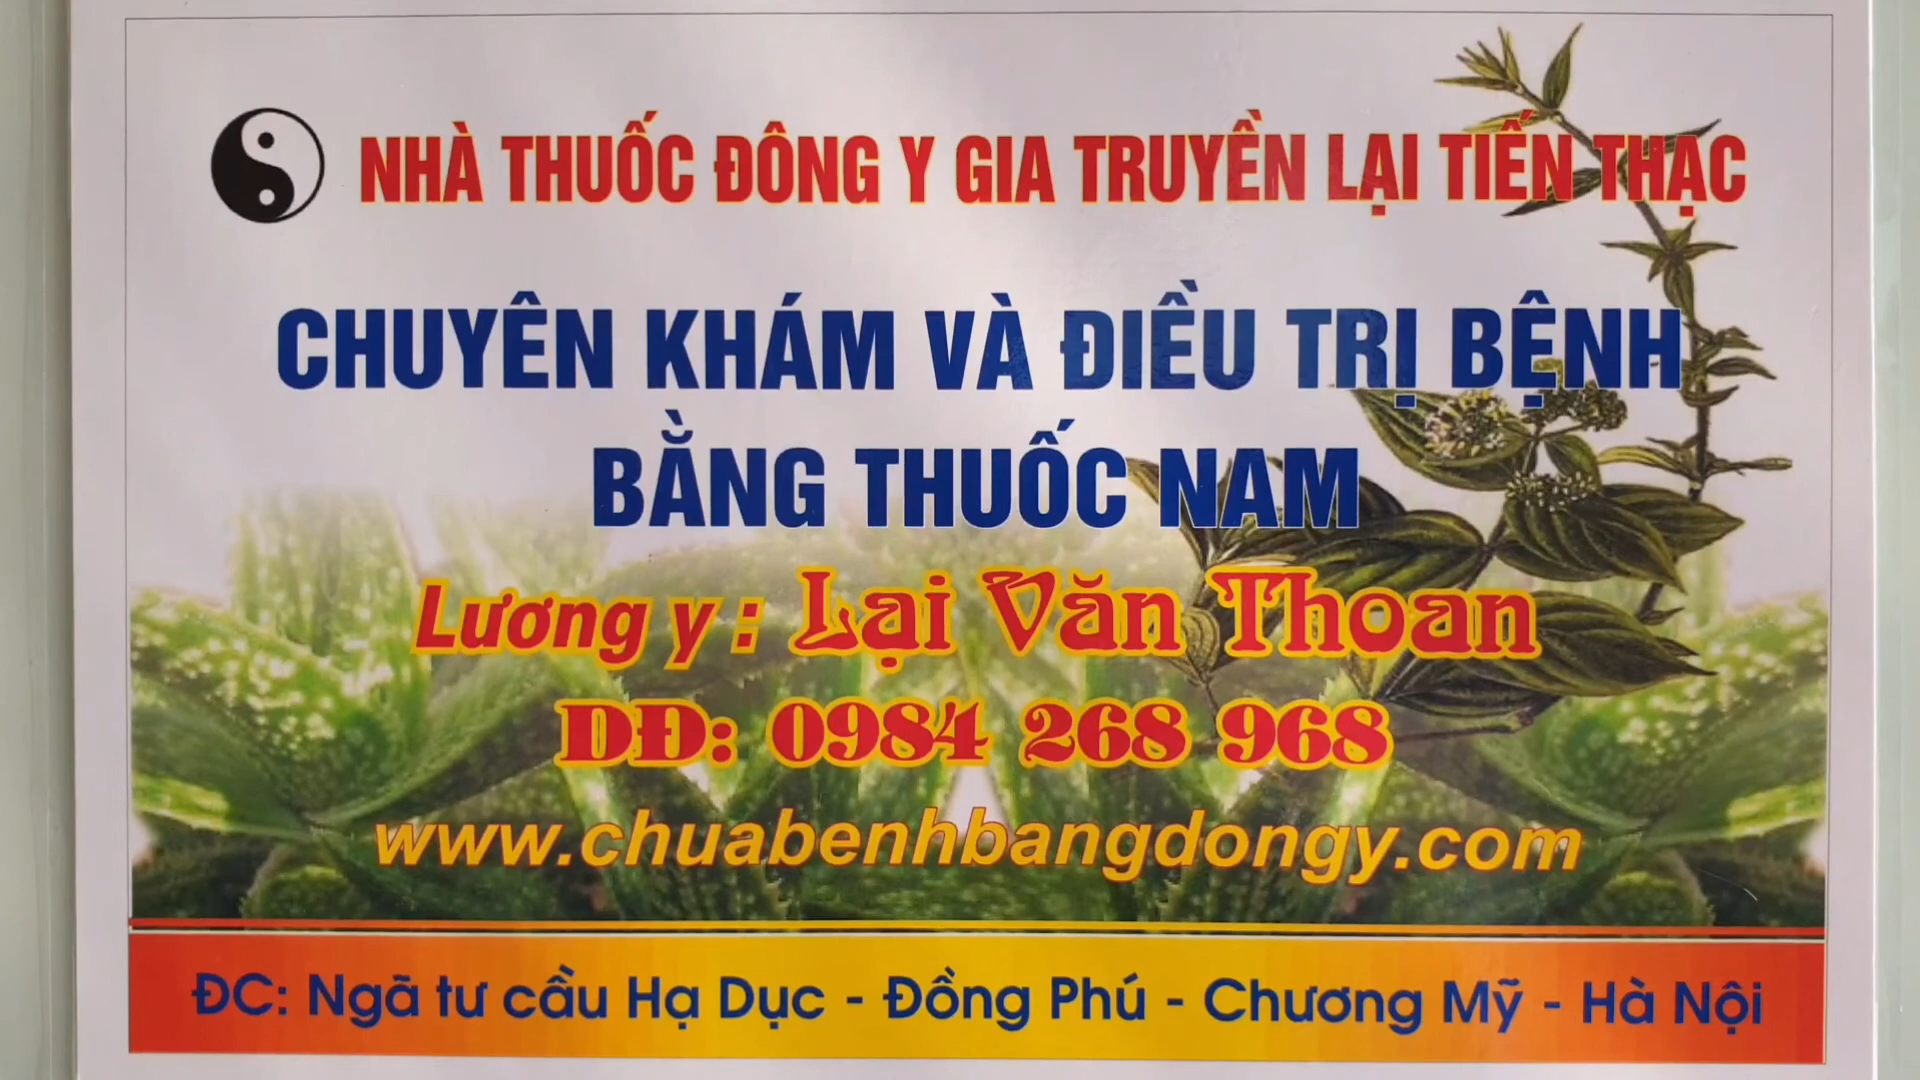 NHÀ THUỐC ĐÔNG Y GIA TRUYỀN LẠI TIẾN THẠC
CHUYÊN KHÁM VÀ ĐIỀU TRỊ BỆNH
BẰNG THUỐC NAM
Lương y : Lại Văn Thoan
DĐ: 0984 268 968
www.chuabenhbangdongy.com
ĐC: Ngã tư cầu Hạ Dục - Đồng Phú - Chương Mỹ - Hà Nội